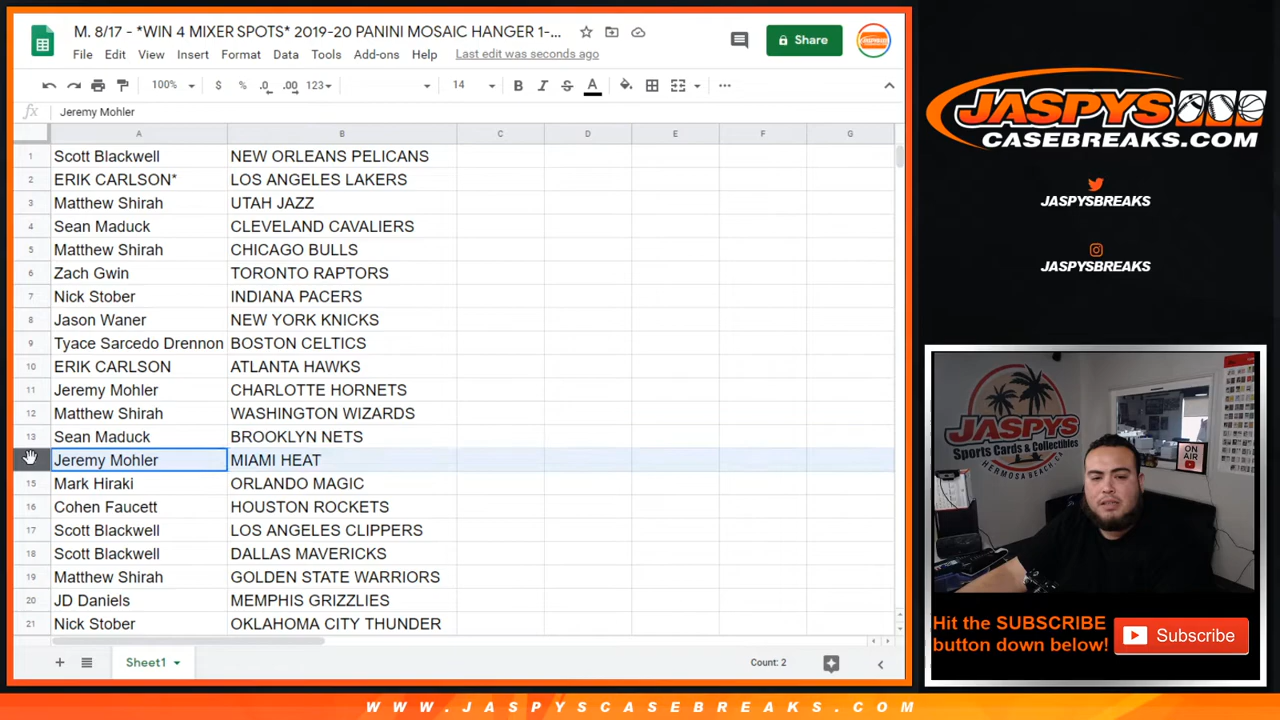 M. 8/17 - *WIN 4 MIXER SPOTS* 2019-20 PANINI MOSAIC HANGER 1-...
File Edit View Insert Format Data Tools Add-ons Help Last edit was seconds ago
Share
100% $ % .0 .00 123 14 B I S A
fx Jeremy Mohler
A B C D E F G
1 Scott Blackwell NEW ORLEANS PELICANS
2 ERIK CARLSON* LOS ANGELES LAKERS
3 Matthew Shirah UTAH JAZZ
4 Sean Maduck CLEVELAND CAVALIERS
5 Matthew Shirah CHICAGO BULLS
6 Zach Gwin TORONTO RAPTORS
7 Nick Stober INDIANA PACERS
8 Jason Waner NEW YORK KNICKS
9 Tyace Sarcedo Drennon BOSTON CELTICS
10 ERIK CARLSON ATLANTA HAWKS
11 Jeremy Mohler CHARLOTTE HORNETS
12 Matthew Shirah WASHINGTON WIZARDS
13 Sean Maduck BROOKLYN NETS
Jeremy Mohler MIAMI HEAT
15 Mark Hiraki ORLANDO MAGIC
16 Cohen Faucett HOUSTON ROCKETS
17 Scott Blackwell LOS ANGELES CLIPPERS
18 Scott Blackwell DALLAS MAVERICKS
19 Matthew Shirah GOLDEN STATE WARRIORS
20 JD Daniels MEMPHIS GRIZZLIES
21 Nick Stober OKLAHOMA CITY THUNDER
Sheet1
Count: 2
JASPYS
CASEBREAKS.COM
JASPYSBREAKS
JASPYSBREAKS
JASPYS
Sports Cards & Collectibles
HERMOSA BEACH, CA
ON AIR
Hit the SUBSCRIBE
button down below!
Subscribe
WWW.JASPYSCASEBREAKS.COM